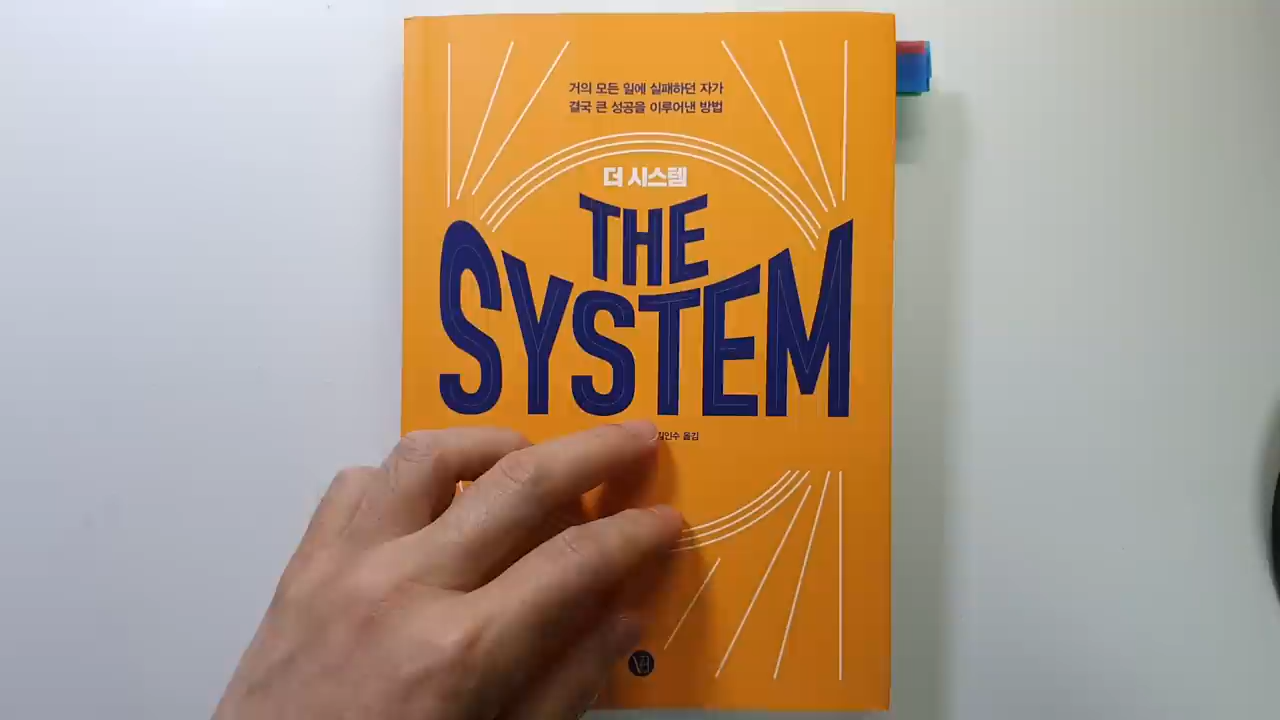 거의 모든 일에 실패하던 자가
결국 큰 성공을 이루어낸 방법
더 시스템
THE
SYSTEM
김인수 옮김